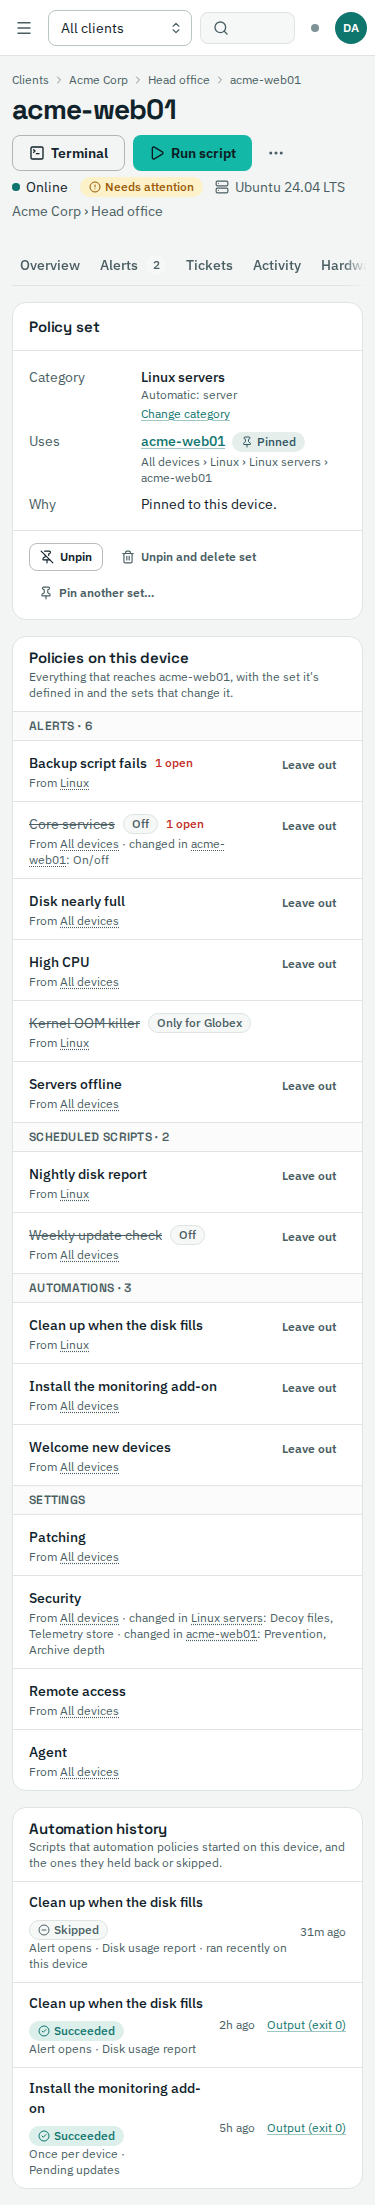 All clients
DA
Clients > Acme Corp > Head office > acme-web01
acme-web01
Terminal
Run script
Online
Needs attention
Ubuntu 24.04 LTS
Acme Corp › Head office
Overview
Alerts 2
Tickets
Activity
Hardwa
Policy set
Category
Linux servers
Automatic: server
Change category
Uses
acme-web01
Pinned
All devices › Linux › Linux servers ›
acme-web01
Why
Pinned to this device.
Unpin
Unpin and delete set
Pin another set...
Policies on this device
Everything that reaches acme-web01, with the set it's
defined in and the sets that change it.
ALERTS · 6
Backup script fails 1 open
Leave out
From Linux
Core services Off 1 open
Leave out
From All devices · changed in acme-
web01: On/off
Disk nearly full
Leave out
From All devices
High CPU
Leave out
From All devices
Kernel OOM killer Only for Globex
From Linux
Servers offline
Leave out
From All devices
SCHEDULED SCRIPTS · 2
Nightly disk report
Leave out
From Linux
Weekly update check Off
Leave out
From All devices
AUTOMATIONS · 3
Clean up when the disk fills
Leave out
From Linux
Install the monitoring add-on
Leave out
From All devices
Welcome new devices
Leave out
From All devices
SETTINGS
Patching
From All devices
Security
From All devices · changed in Linux servers: Decoy files,
Telemetry store · changed in acme-web01: Prevention,
Archive depth
Remote access
From All devices
Agent
From All devices
Automation history
Scripts that automation policies started on this device, and
the ones they held back or skipped.
Clean up when the disk fills
Skipped
31m ago
Alert opens · Disk usage report · ran recently on
this device
Clean up when the disk fills
Succeeded
2h ago
Output (exit 0)
Alert opens · Disk usage report
Install the monitoring add-
on
Succeeded
5h ago
Output (exit 0)
Once per device ·
Pending updates